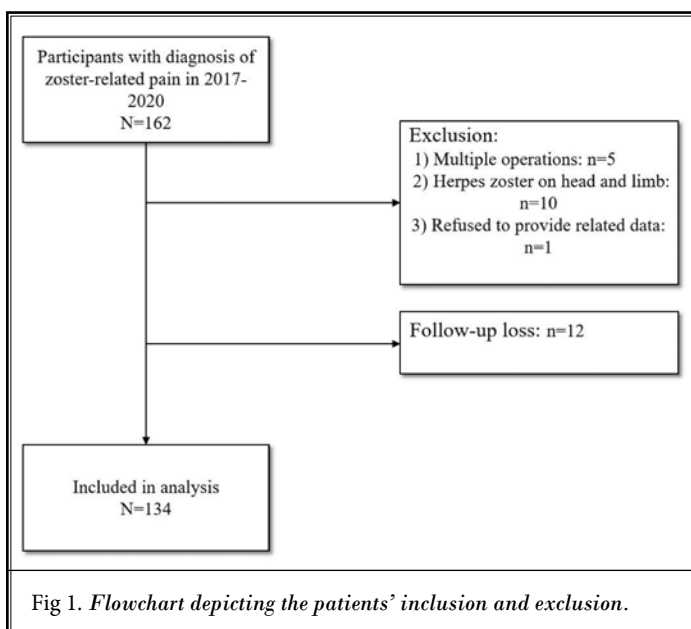 Participants with diagnosis of
zoster-related pain in 2017-
2020
N=162
Exclusion:
1) Multiple operations: n=5
2) Herpes zoster on head and limb:
n=10
3) Refused to provide related data:
n=1
Follow-up loss: n=12
Included in analysis
N=134
Fig 1. Flowchart depicting the patients' inclusion and exclusion.